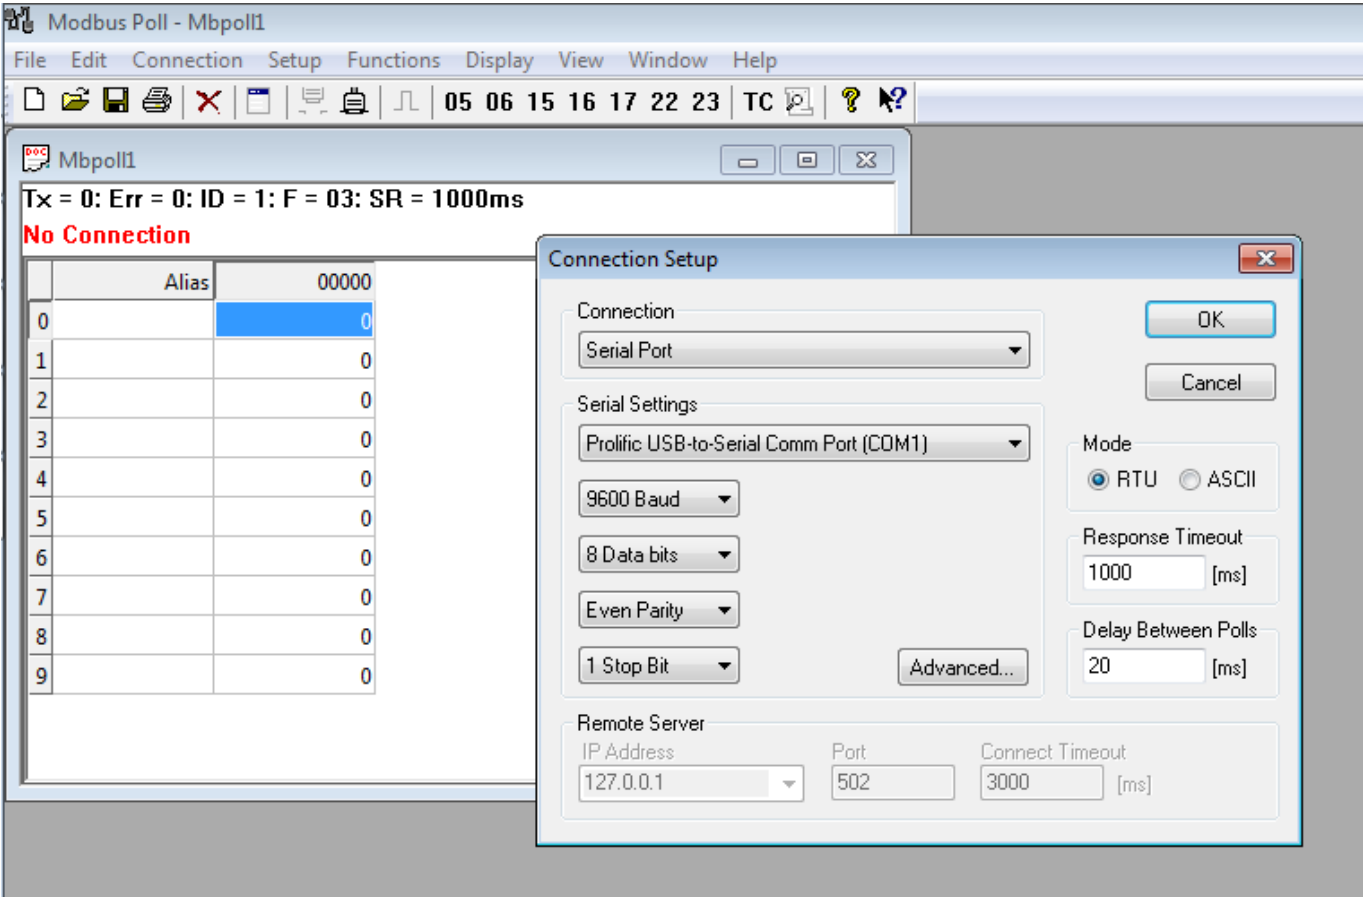 Modbus Poll - Mbpoll1
File Edit Connection Setup Functions Display View Window Help
05 06 15 16 17 22 23 TC
Mbpoll1
Tx = 0: Err = 0: ID = 1: F = 03: SR = 1000ms
No Connection
Alias 00000
0 0
1 0
2 0
3 0
4 0
5 0
6 0
7 0
8 0
9 0
Connection Setup
Connection
Serial Port
OK
Cancel
Serial Settings
Prolific USB-to-Serial Comm Port (COM1)
9600 Baud
8 Data bits
Even Parity
1 Stop Bit
Advanced...
Mode
RTU ASCII
Response Timeout
1000 [ms]
Delay Between Polls
20 [ms]
Remote Server
IP Address Port Connect Timeout
127.0.0.1 502 3000 [ms]